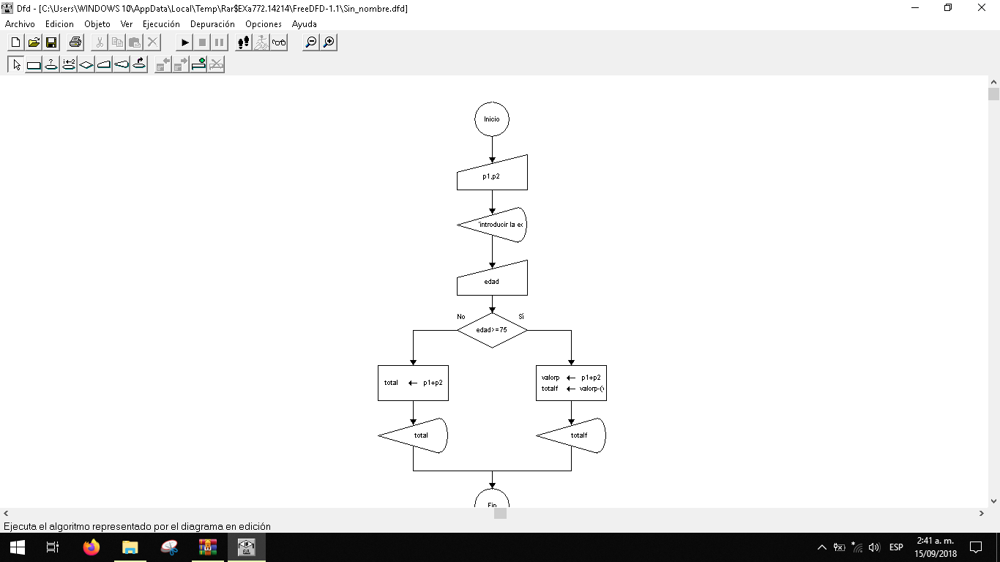 Dfd - [C:\Users\WINDOWS 10\AppData\Local\Temp\Rar$EXa772.14214\FreeDFD-1.1\Sin_nombre.dfd]
Archivo Edicion Objeto Ver Ejecución Depuración Opciones Ayuda
Inicio
p1,p2
'introducir la
edad
No
Sí
edad>=75
total ← p1+p2
valorp ← p1+p2
totalf ← valorp-(
total
totalf
Fin
Ejecuta el algoritmo representado por el diagrama en edición
ESP
2:41 a. m.
15/09/2018